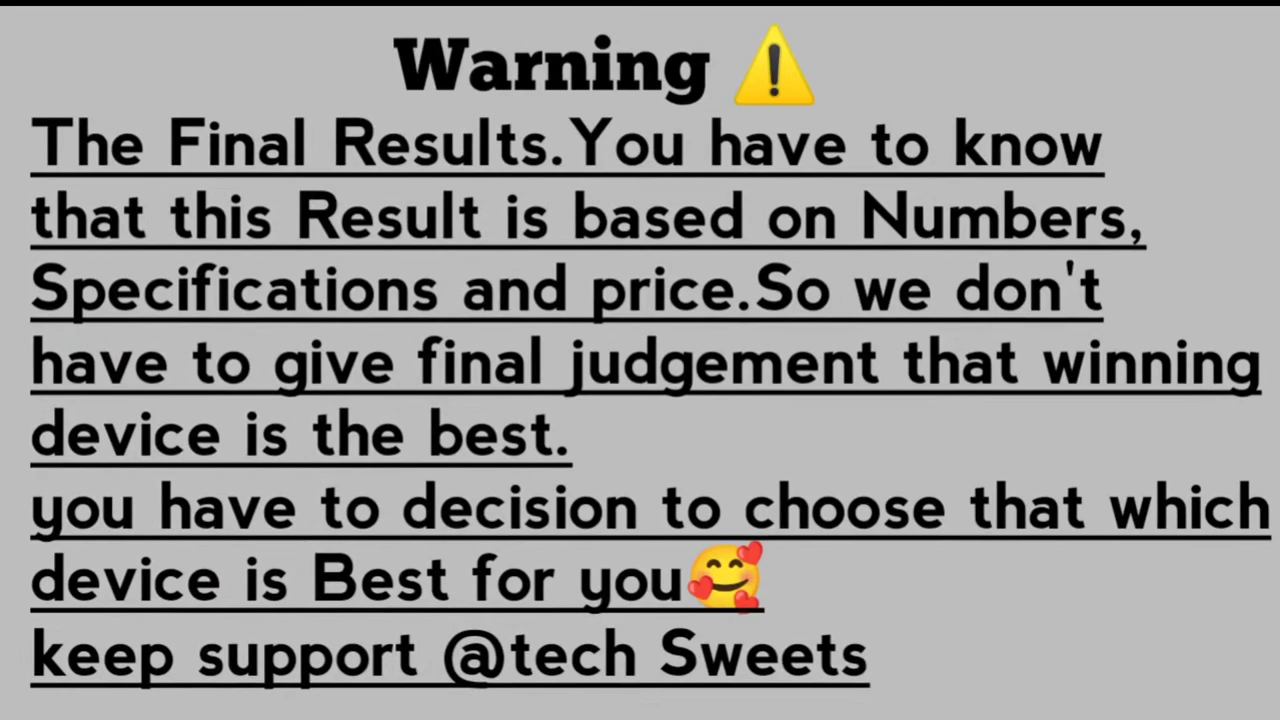 Warning ⚠️
The Final Results.You have to know
that this Result is based on Numbers,
Specifications and price.So we don't
have to give final judgement that winning
device is the best.
you have to decision to choose that which
device is Best for you🥰
keep support @tech Sweets